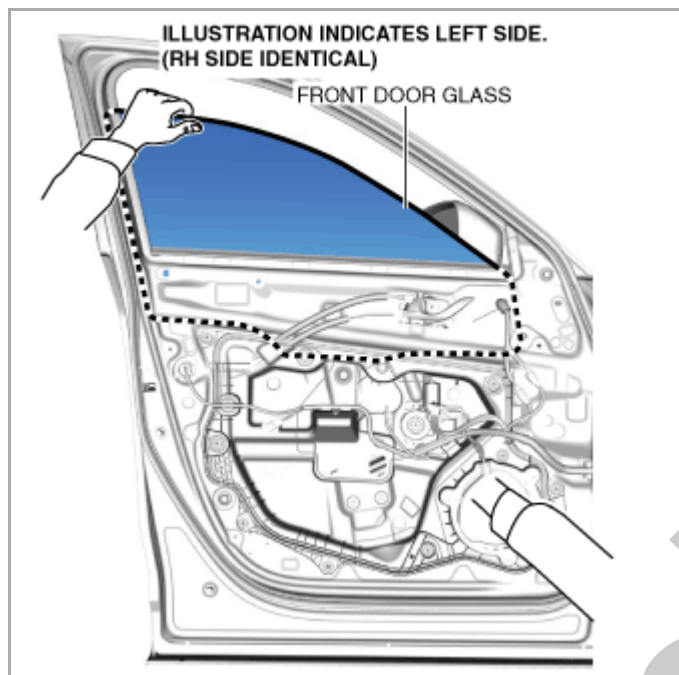 ILLUSTRATION INDICATES LEFT SIDE.
(RH SIDE IDENTICAL)
FRONT DOOR GLASS